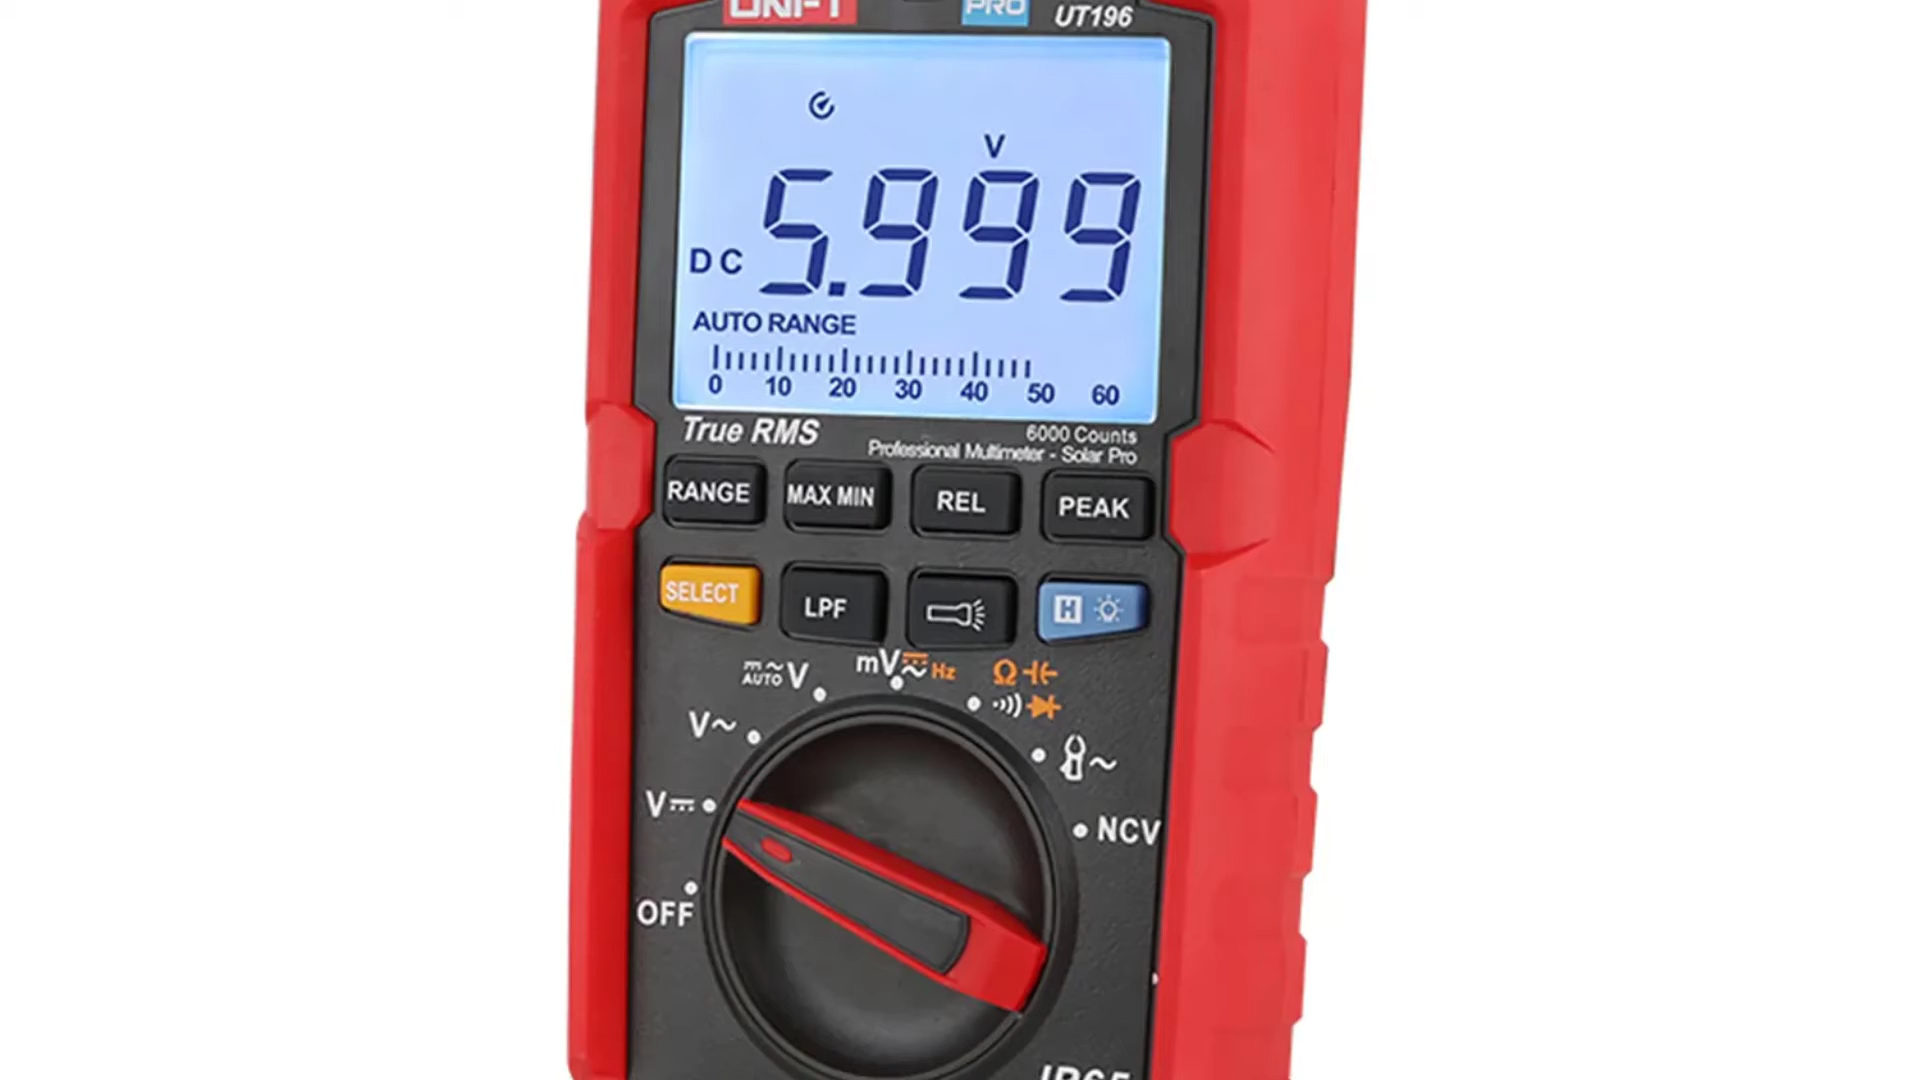 UNI-T PRO UT196
V
DC 5.999
AUTO RANGE
0 10 20 30 40 50 60
True RMS 6000 Counts
Professional Multimeter - Solar Pro
RANGE MAX MIN REL PEAK
SELECT LPF H
AUTO V mV Hz Ω
V~
~
V
NCV
OFF
IP65